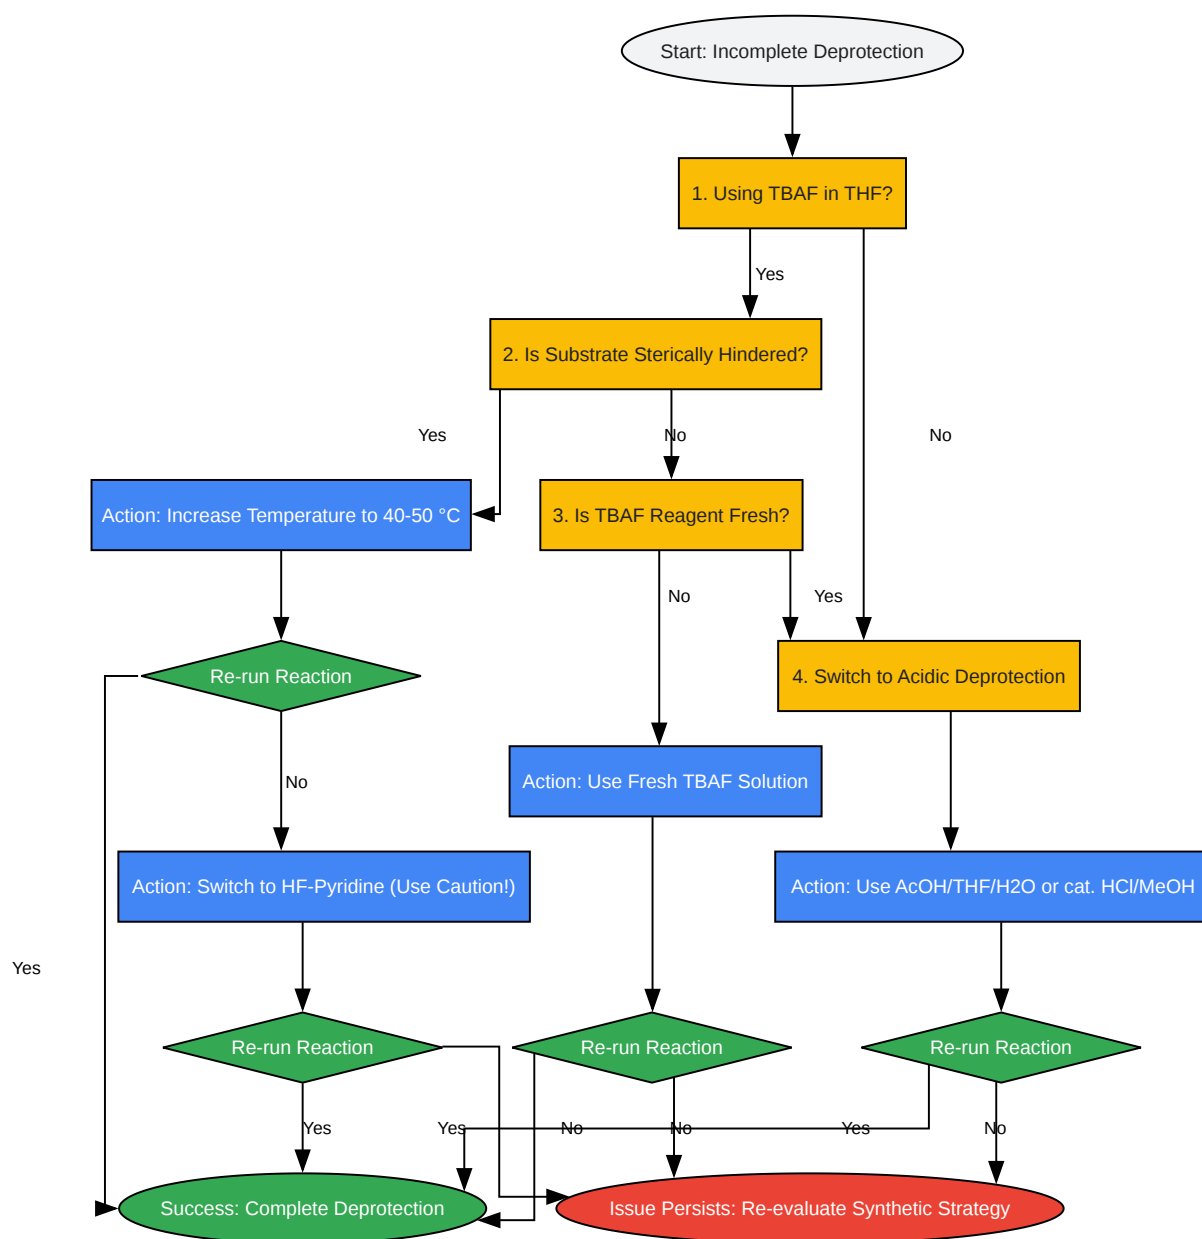 Start: Incomplete Deprotection
1. Using TBAF in THF?
Yes
2. Is Substrate Sterically Hindered?
Yes
No
No
Action: Increase Temperature to 40-50 °C
3. Is TBAF Reagent Fresh?
No
Yes
Re-run Reaction
4. Switch to Acidic Deprotection
No
Action: Use Fresh TBAF Solution
Action: Switch to HF-Pyridine (Use Caution!)
Action: Use AcOH/THF/H2O or cat. HCl/MeOH
Yes
Re-run Reaction
Re-run Reaction
Re-run Reaction
Yes
Yes
No
No
Yes
No
Success: Complete Deprotection
Issue Persists: Re-evaluate Synthetic Strategy